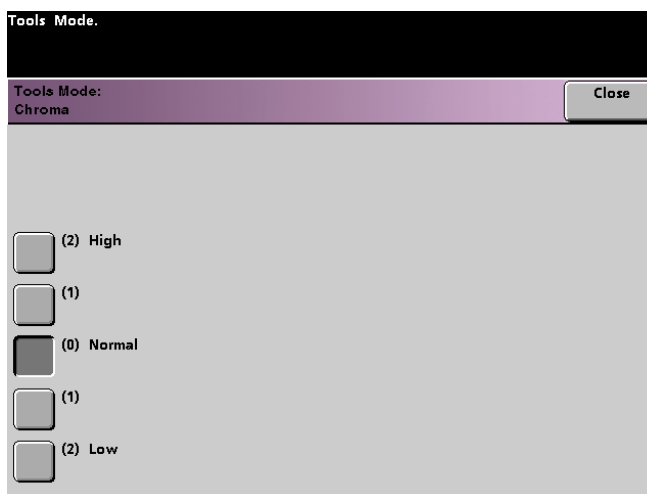 Tools Mode.
Tools Mode:
Chroma
Close
(2) High
(1)
(0) Normal
(1)
(2) Low